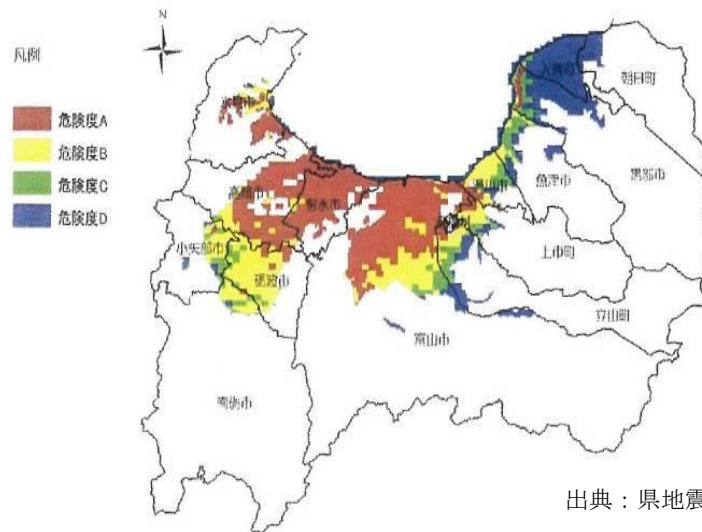 N
凡例
危険度A
危険度B
危険度C
危険度D
朝日町
入善町
黒部市
魚津市
滑川市
上市町
立山町
富山市
射水市
高岡市
氷見市
小矢部市
砺波市
南砺市
出典：県地震